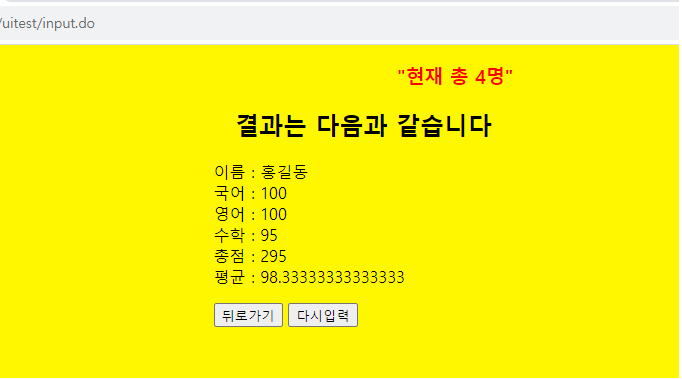 /uitest/input.do
"현재 총 4명"
결과는 다음과 같습니다
이름 : 홍길동
국어 : 100
영어 : 100
수학 : 95
총점 : 295
평균 : 98.33333333333333
뒤로가기 다시입력